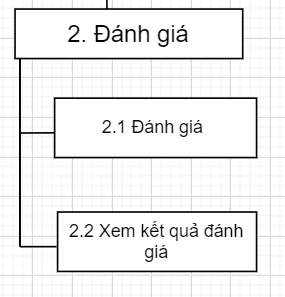 2. Đánh giá
2.1 Đánh giá
2.2 Xem kết quả đánh
giá